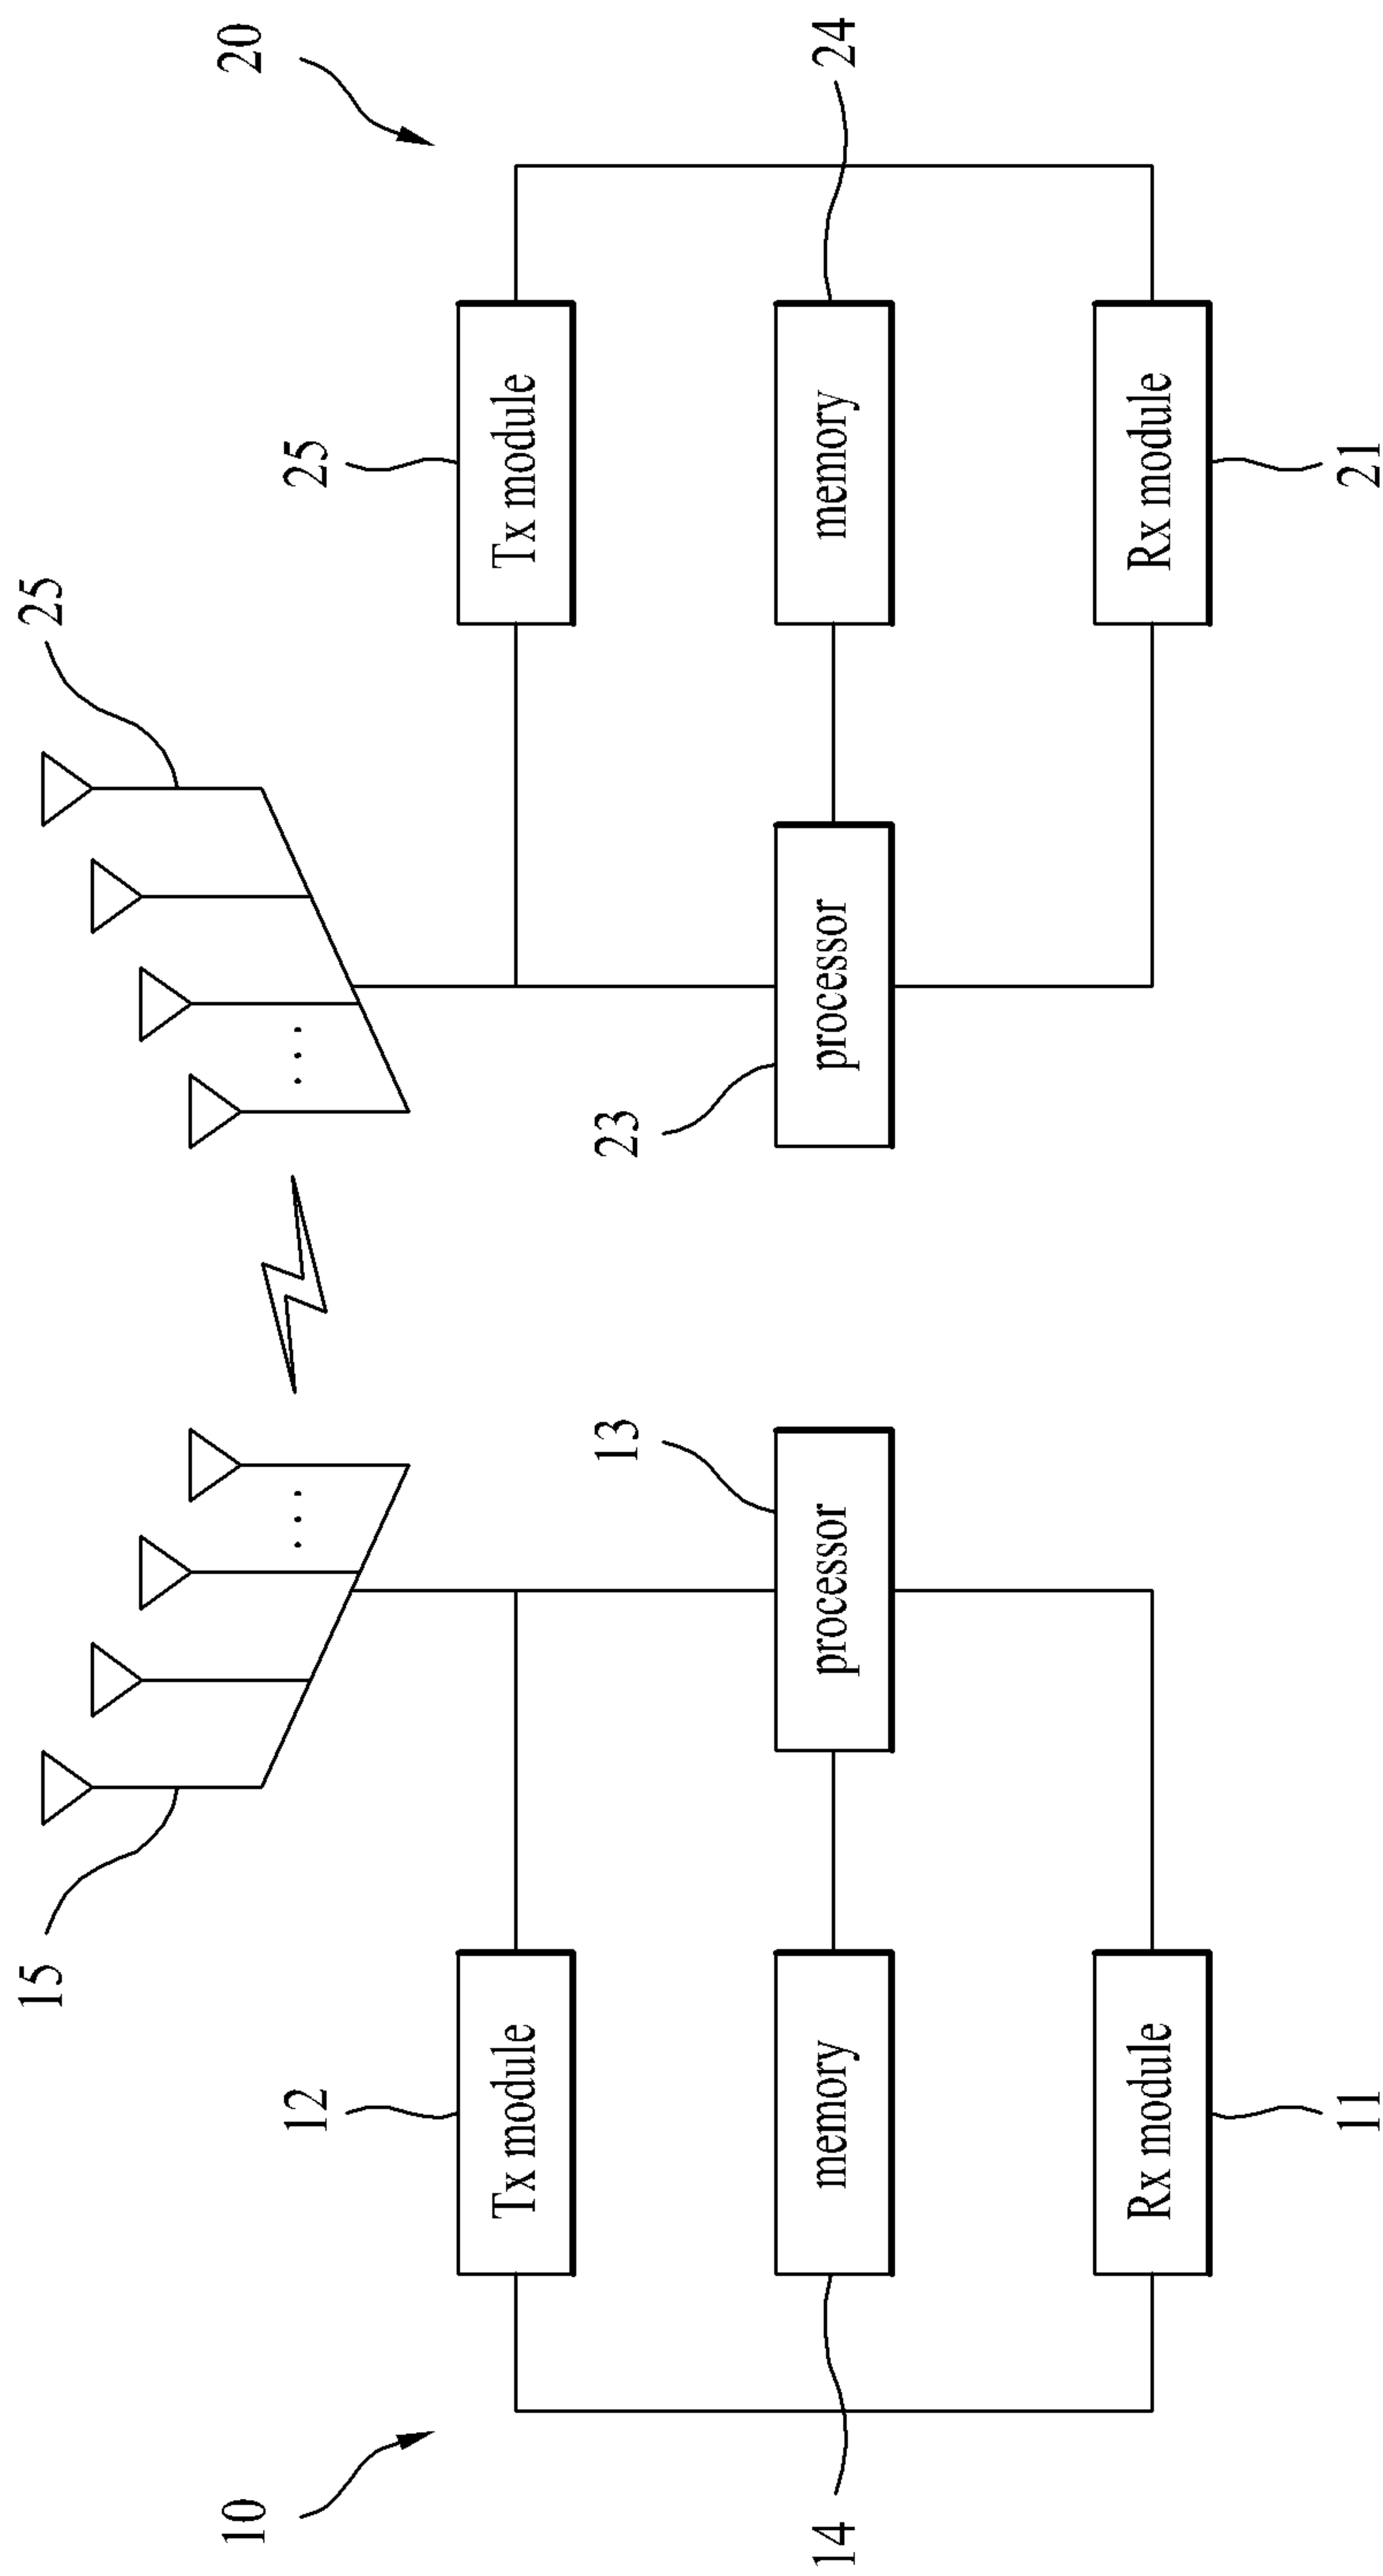 15
25
10
20
12
25
Tx module
Tx module
13
23
14
memory
processor
processor
memory
24
Rx module
Rx module
11
21